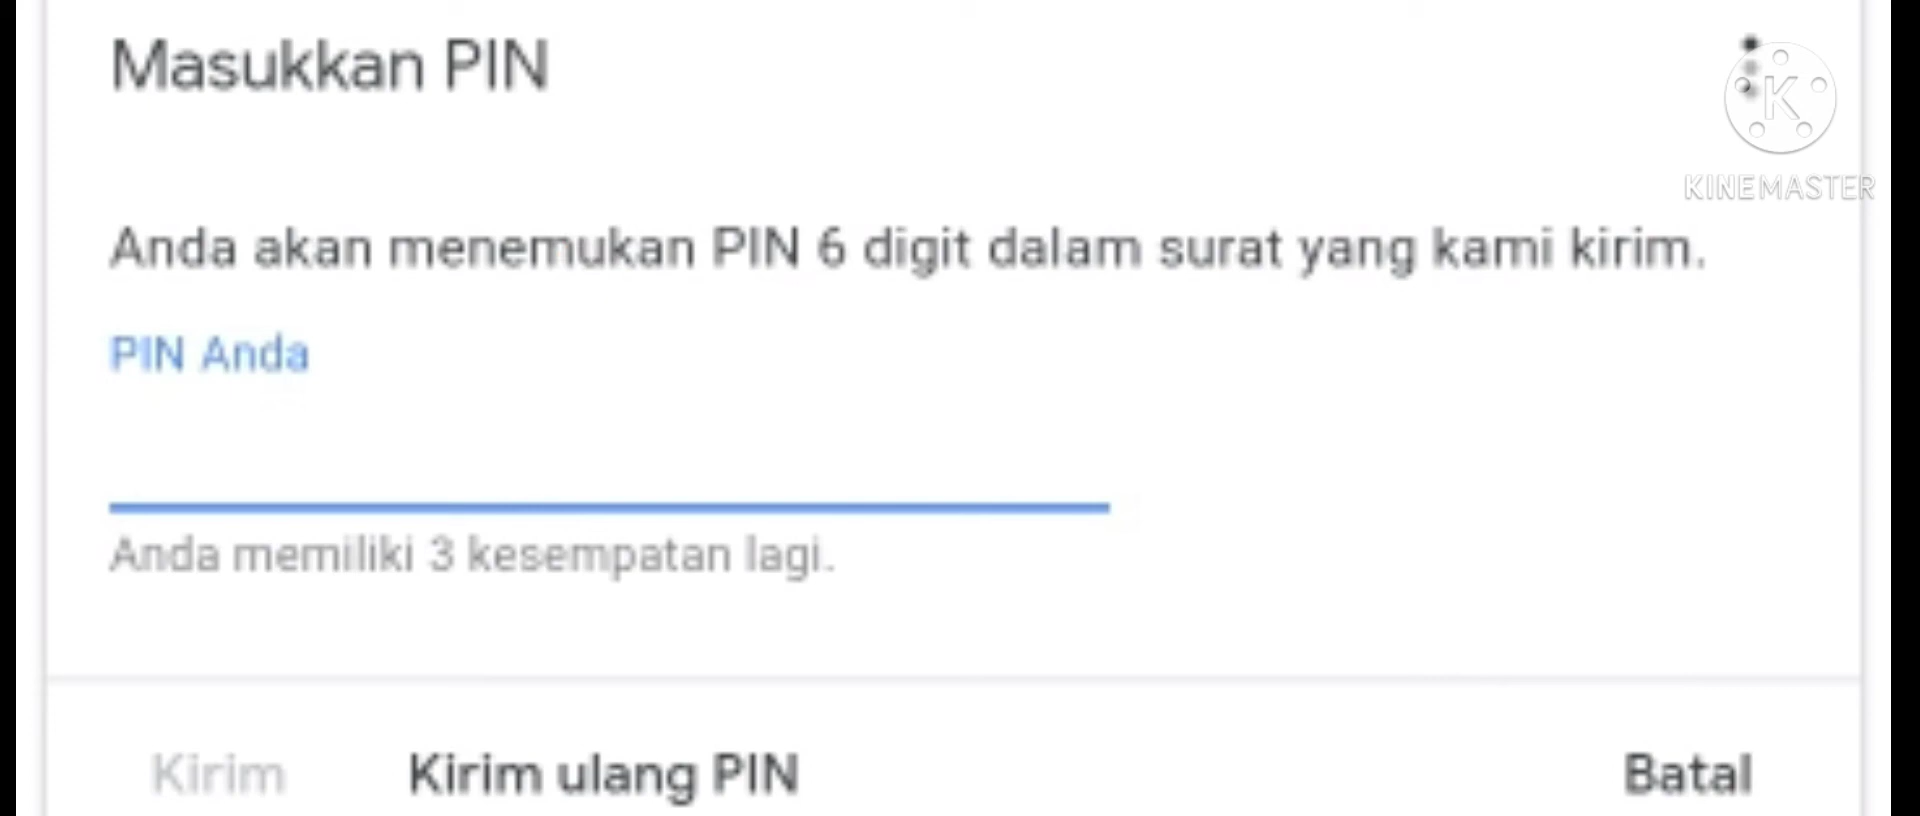 Masukkan PIN
K
KINEMASTER
Anda akan menemukan PIN 6 digit dalam surat yang kami kirim.
PIN Anda
Anda memiliki 3 kesempatan lagi.
Kirim Kirim ulang PIN Batal